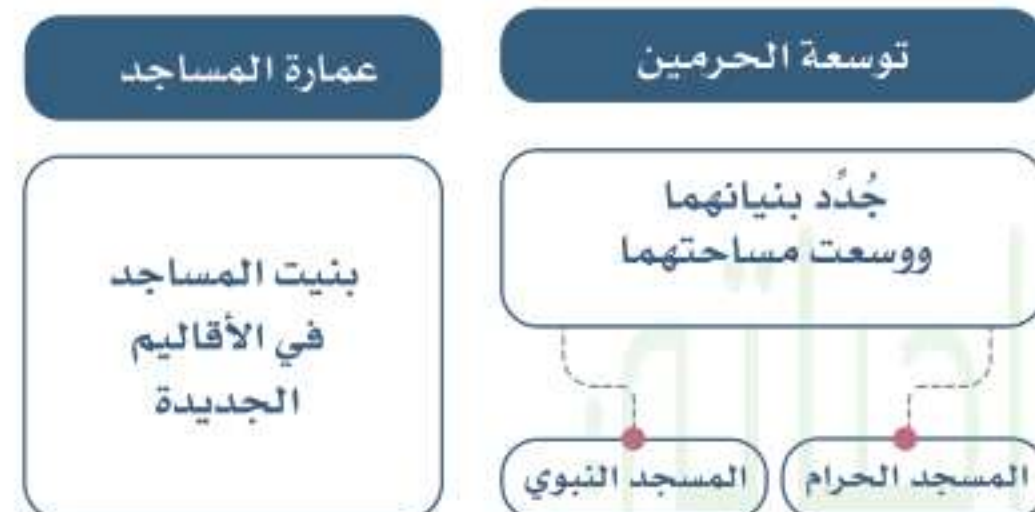 توسعة الحرمين
جُدِّد بنيانهما
ووسعت مساحتهما
المسجد الحرام
المسجد النبوي
عمارة المساجد
بنيت المساجد
في الأقاليم
الجديدة